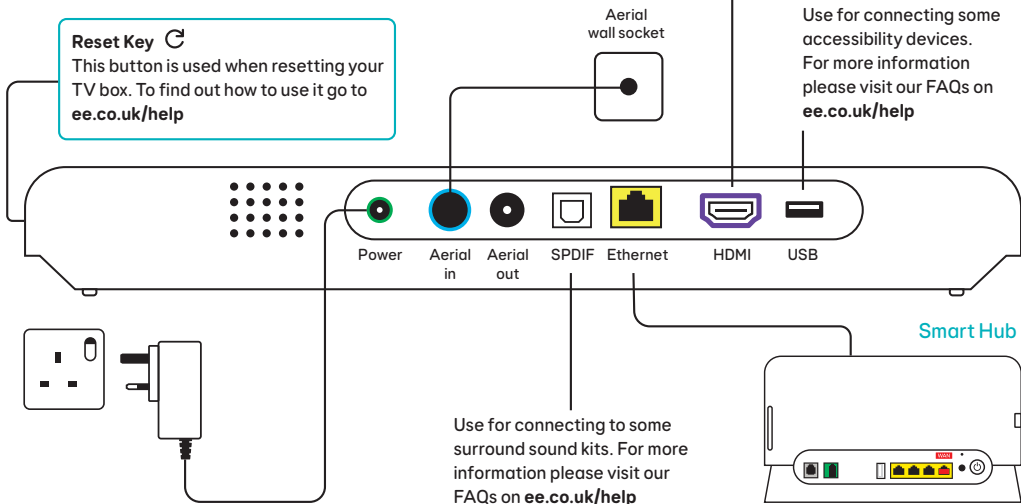 Reset Key
This button is used when resetting your
TV box. To find out how to use it go to
ee.co.uk/help
Aerial
wall socket
Use for connecting some
accessibility devices.
For more information
please visit our FAQs on
ee.co.uk/help
Power
Aerial
in
Aerial
out
SPDIF
Ethernet
HDMI
USB
Smart Hub
WAN
Use for connecting to some
surround sound kits. For more
information please visit our
FAQs on ee.co.uk/help